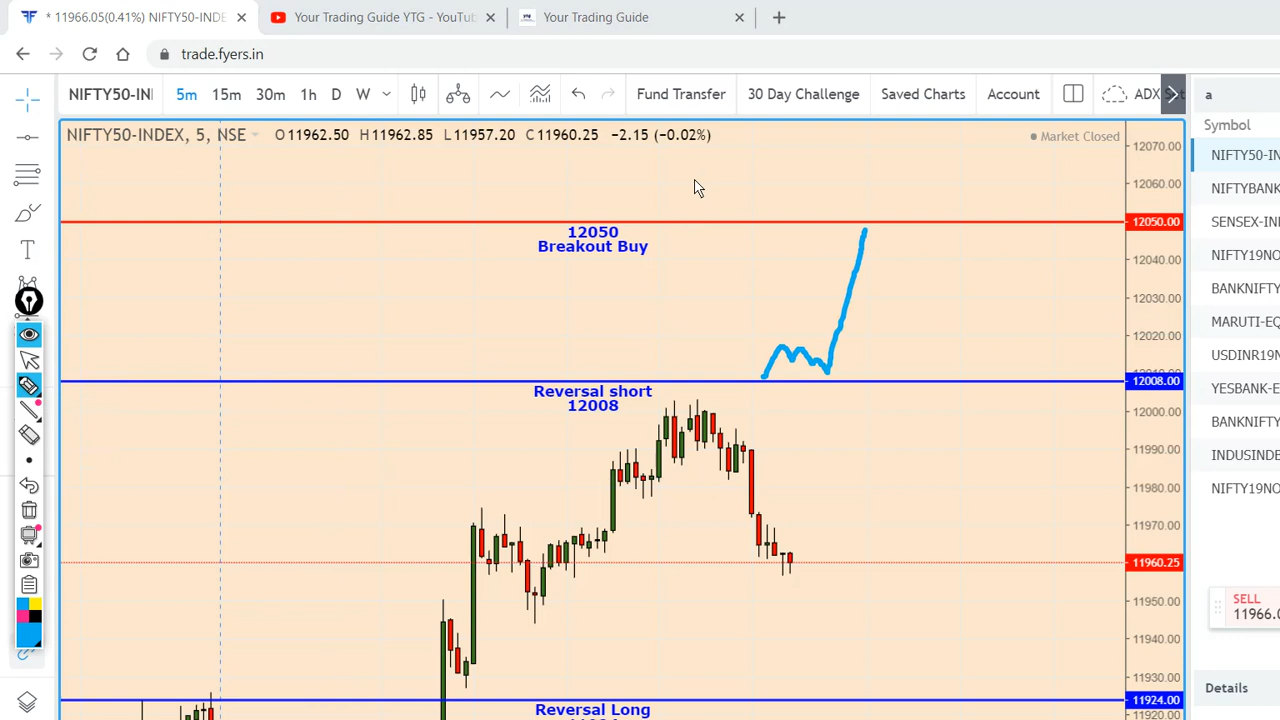 * 11966.05(0.41%) NIFTY50-INDE
Your Trading Guide YTG - YouTub
Your Trading Guide
trade.fyers.in
NIFTY50-INI
5m
15m
30m
1h
D
W
Fund Transfer
30 Day Challenge
Saved Charts
Account
ADX
a
NIFTY50-INDEX, 5, NSE
O11962.50 H11962.85 L11957.20 C11960.25 −2.15 (−0.02%)
Market Closed
Symbol
NIFTY50-IN
NIFTYBANK
SENSEX-IN
NIFTY19NO
BANKNIFTY
MARUTI-EQ
USDINR19N
YESBANK-E
BANKNIFTY
INDUSINDE
NIFTY19NO
12070.00
12060.00
12050.00
12040.00
12030.00
12020.00
12008.00
12000.00
11990.00
11980.00
11970.00
11960.25
11950.00
11940.00
11930.00
11924.00
11920.00
12050
Breakout Buy
Reversal short
12008
Reversal Long
SELL
11966.0
Details